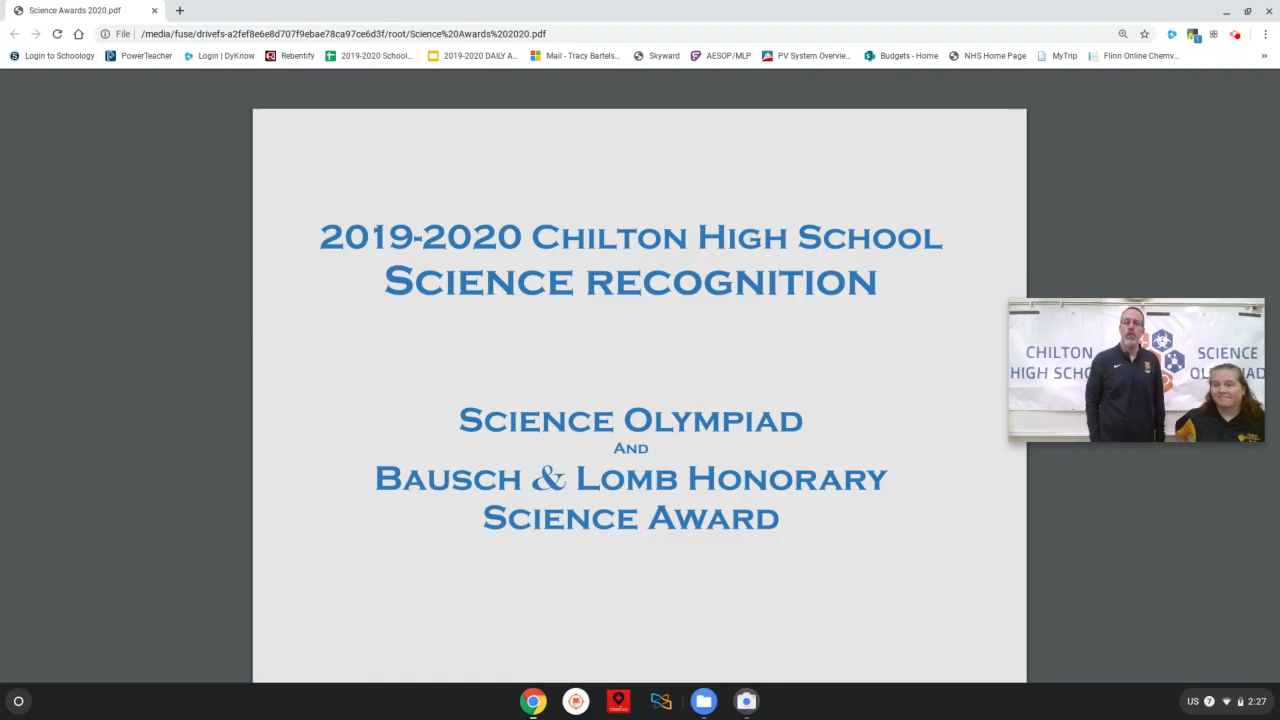 Science Awards 2020.pdf
File
/media/fuse/drivefs-a2fef8e6e8d707f9ebae78ca97ce6d3f/root/Science%20Awards%202020.pdf
Login to Schoology
PowerTeacher
Login | DyKnow
Rebentify
2019-2020 School...
2019-2020 DAILY A...
Mail - Tracy Bartels...
Skyward
AESOP/MLP
PV System Overvie...
Budgets - Home
NHS Home Page
MyTrip
Flinn Online Chemv...
2019-2020 Chilton High School
Science recognition
Science Olympiad
And
Bausch & Lomb Honorary
Science Award
CHILTON
HIGH SCHO
SCIENCE
OLYMPIAD
US
2:27